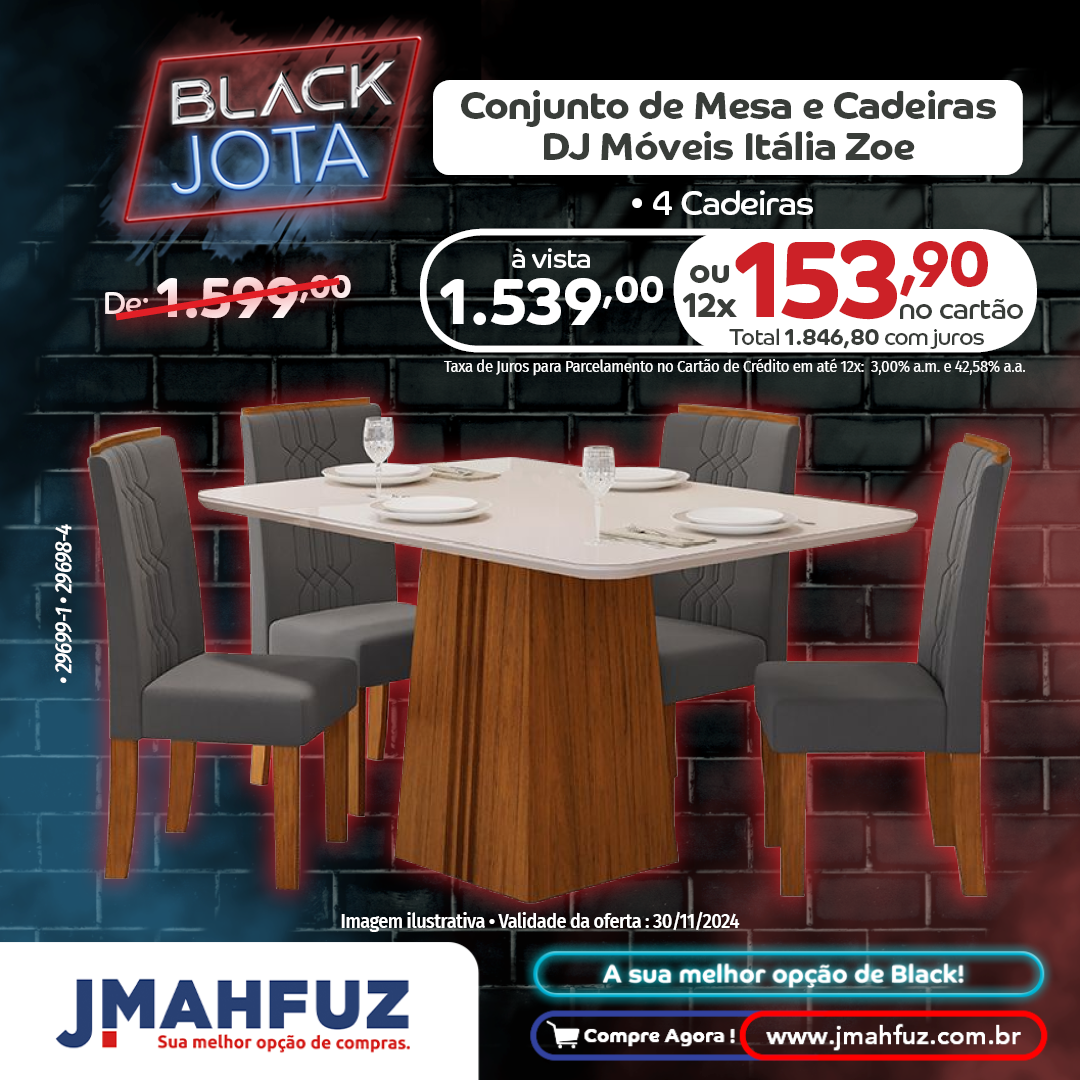 BLACK
JOTA
Conjunto de Mesa e Cadeiras
DJ Móveis Itália Zoe
• 4 Cadeiras
De: 1.599,00
à vista
1.539,00
ou
12x
153,90
no cartão
Total 1.846,80 com juros
Taxa de Juros para Parcelamento no Cartão de Crédito em até 12x: 3,00% a.m. e 42,58% a.a.
• 29699-1 • 29698-4
Imagem ilustrativa • Validade da oferta : 30/11/2024
JMAHFUZ
Sua melhor opção de compras.
A sua melhor opção de Black!
Compre Agora !
www.jmahfuz.com.br